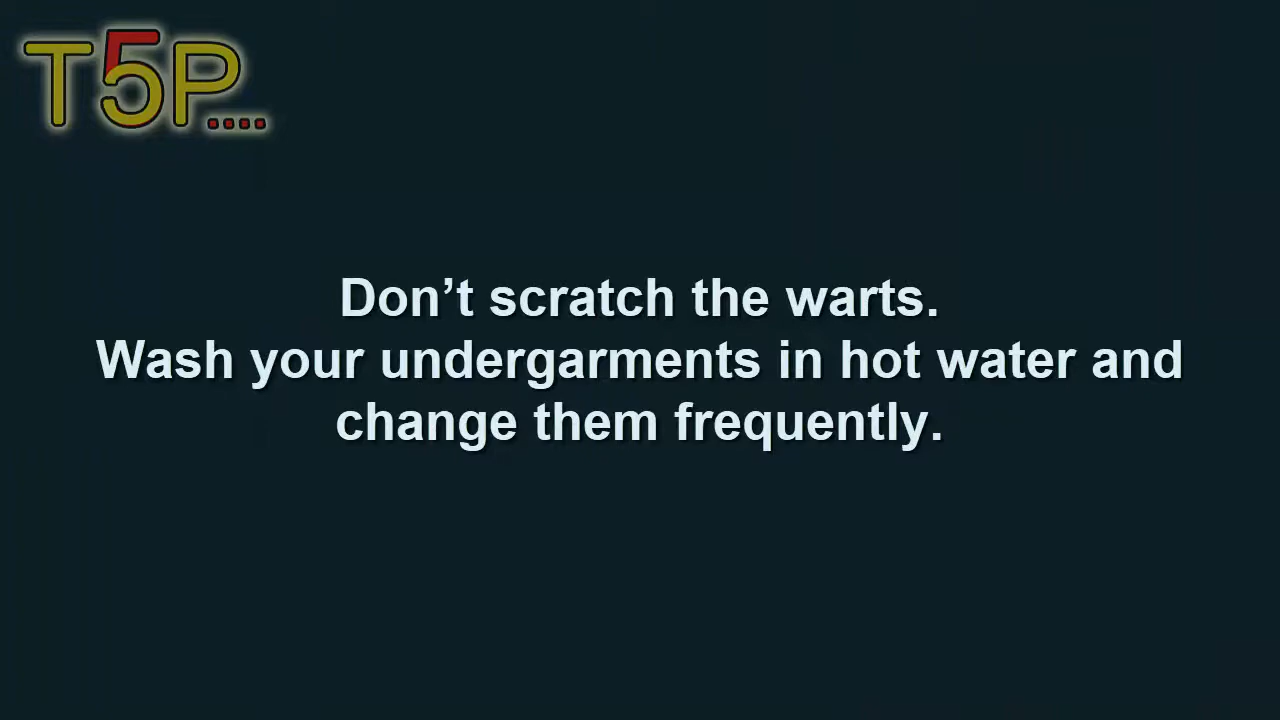 T5P....
Don’t scratch the warts.
Wash your undergarments in hot water and
change them frequently.